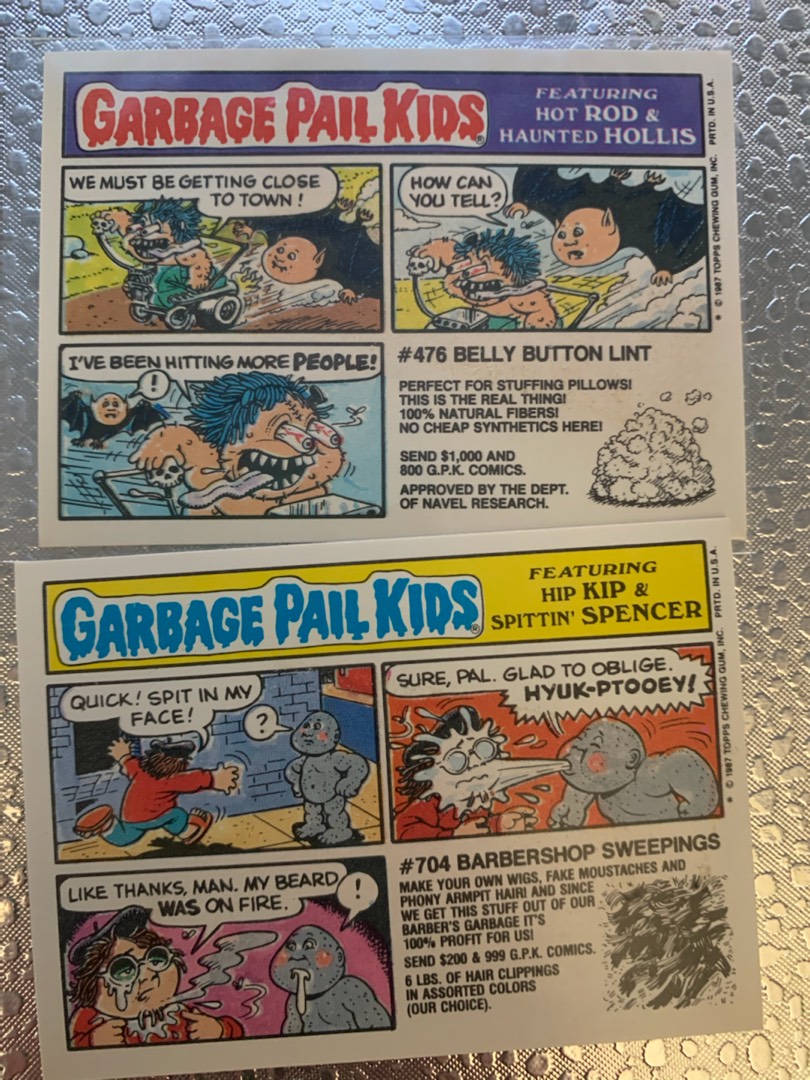 GARBAGE PAIL KIDS®
FEATURING
HOT ROD &
HAUNTED HOLLIS
WE MUST BE GETTING CLOSE
TO TOWN!
HOW CAN
YOU TELL?
I'VE BEEN HITTING MORE PEOPLE!
!
#476 BELLY BUTTON LINT
PERFECT FOR STUFFING PILLOWS!
THIS IS THE REAL THING!
100% NATURAL FIBERS!
NO CHEAP SYNTHETICS HERE!
SEND $1,000 AND
800 G.P.K. COMICS.
APPROVED BY THE DEPT.
OF NAVEL RESEARCH.
* © 1987 TOPPS CHEWING GUM, INC. PRTD. IN U.S.A.
GARBAGE PAIL KIDS®
FEATURING
HIP KIP &
SPITTIN' SPENCER
QUICK! SPIT IN MY
FACE!
?
SURE, PAL. GLAD TO OBLIGE.
HYUK-PTOOEY!
LIKE THANKS, MAN. MY BEARD
WAS ON FIRE.
!
#704 BARBERSHOP SWEEPINGS
MAKE YOUR OWN WIGS, FAKE MOUSTACHES AND
PHONY ARMPIT HAIR! AND SINCE
WE GET THIS STUFF OUT OF OUR
BARBER'S GARBAGE IT'S
100% PROFIT FOR US!
SEND $200 & 999 G.P.K. COMICS.
6 LBS. OF HAIR CLIPPINGS
IN ASSORTED COLORS
(OUR CHOICE).
* © 1987 TOPPS CHEWING GUM, INC. PRTD. IN U.S.A.